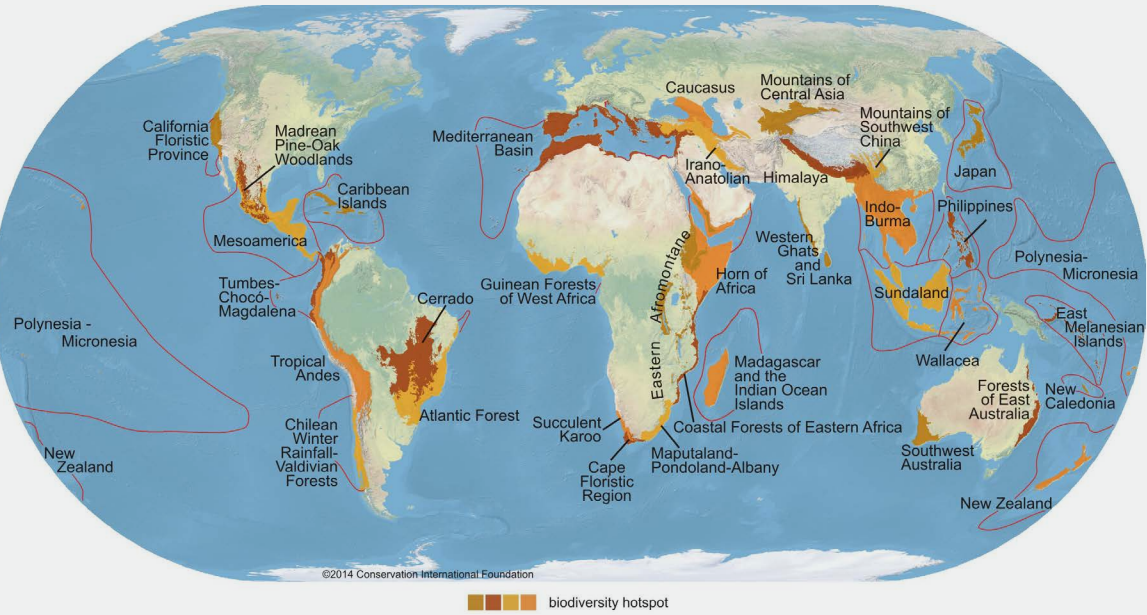 California
Floristic
Province
Madrean
Pine-Oak
Woodlands
Caribbean
Islands
Mesoamerica
Tumbes-
Chocó-
Magdalena
Polynesia -
Micronesia
New
Zealand
Cerrado
Tropical
Andes
Atlantic Forest
Chilean
Winter
Rainfall-
Valdivian
Forests
Mediterranean
Basin
Caucasus
Irano-
Anatolian
Mountains of
Central Asia
Mountains of
Southwest
China
Himalaya
Japan
Indo-
Burma
Philippines
Western
Ghats
and
Sri Lanka
Guinean Forests
of West Africa
Eastern Afromontane
Horn of
Africa
Sundaland
Wallacea
Polynesia-
Micronesia
East
Melanesian
Islands
Madagascar
and the
Indian Ocean
Islands
Coastal Forests of Eastern Africa
Succulent
Karoo
Cape
Floristic
Region
Maputaland-
Pondoland-Albany
Forests
of East
Australia
New
Caledonia
Southwest
Australia
New Zealand
©2014 Conservation International Foundation
biodiversity hotspot